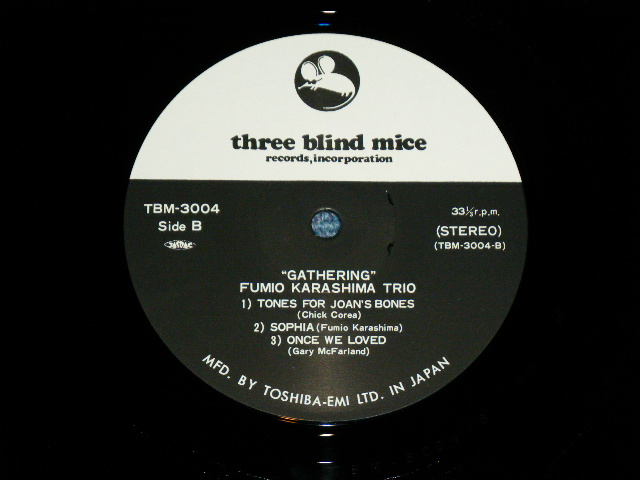 three blind mice
records, incorporation
TBM-3004
Side B
JASRAC
33⅓ r.p.m.
(STEREO)
(TBM-3004-B)
"GATHERING"
FUMIO KARASHIMA TRIO
1) TONES FOR JOAN'S BONES
(Chick Corea)
2) SOPHIA (Fumio Karashima)
3) ONCE WE LOVED
(Gary McFarland)
MFD. BY TOSHIBA-EMI LTD. IN JAPAN